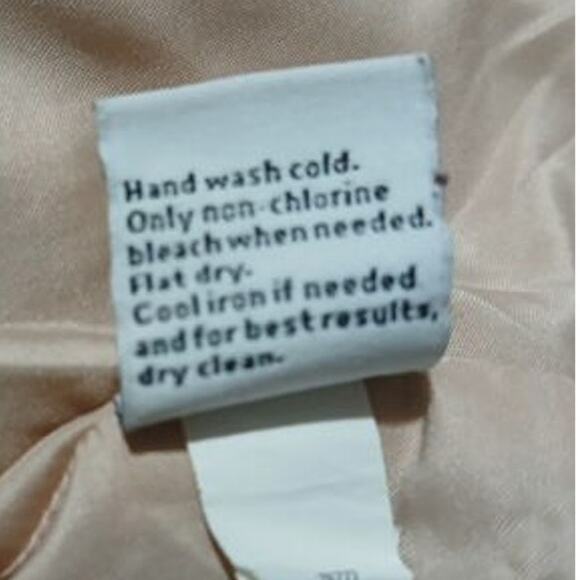 Hand wash cold.
Only non-chlorine
bleach when needed.
Flat dry.
Cool iron if needed
and for best results,
dry clean.